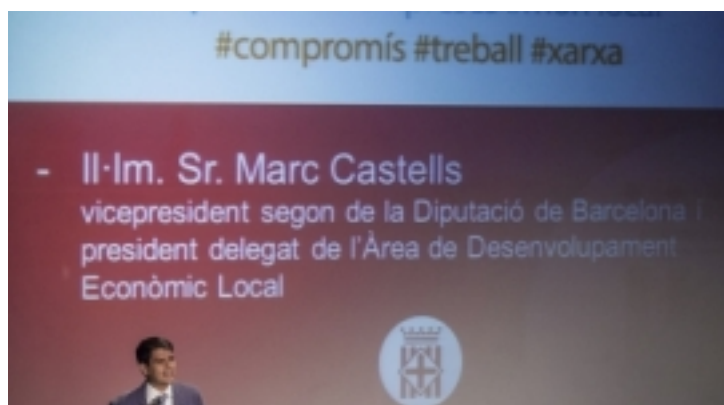 #compromís #treball #xarxa
- Il·lm. Sr. Marc Castells
vicepresident segon de la Diputació de Barcelona i
president delegat de l'Àrea de Desenvolupament
Econòmic Local